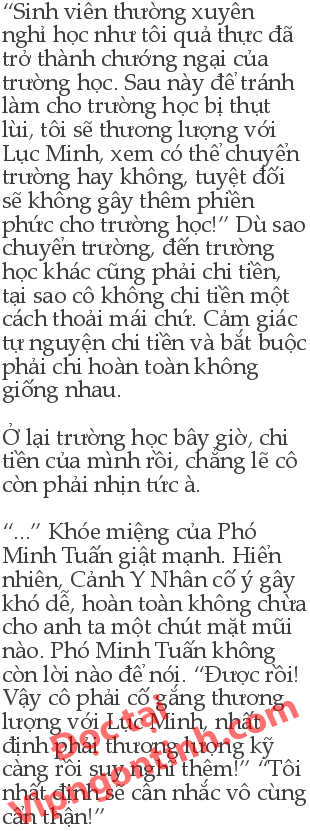 “Sinh viên thường xuyên
nghỉ học như tôi quả thực đã
trở thành chướng ngại của
trường học. Sau này để tránh
làm cho trường học bị thụt
lùi, tôi sẽ thương lượng với
Lục Minh, xem có thể chuyển
trường hay không, tuyệt đối
sẽ không gây thêm phiền
phức cho trường học!” Dù sao
chuyển trường, đến trường
học khác cũng phải chi tiền,
tại sao cô không chi tiền một
cách thoải mái chứ. Cảm giác
tự nguyện chi tiền và bắt buộc
phải chi hoàn toàn không
giống nhau.
Ở lại trường học bây giờ, chi
tiền của mình rồi, chẳng lẽ cô
còn phải nhịn tức à.
“...” Khóe miệng của Phó
Minh Tuấn giật mạnh. Hiển
nhiên, Cảnh Y Nhân cố ý gây
khó dễ, hoàn toàn không chừa
cho anh ta một chút mặt mũi
nào. Phó Minh Tuấn không
còn lời nào để nói. “Được rồi!
Vậy cô phải cố gắng thương
lượng với Lục Minh, nhất
định phải thương lượng kỹ
càng rồi suy nghĩ thêm!” “Tôi
nhất định sẽ cân nhắc vô cùng
cẩn thận!”
Đọc tại
Vipngontinh.com